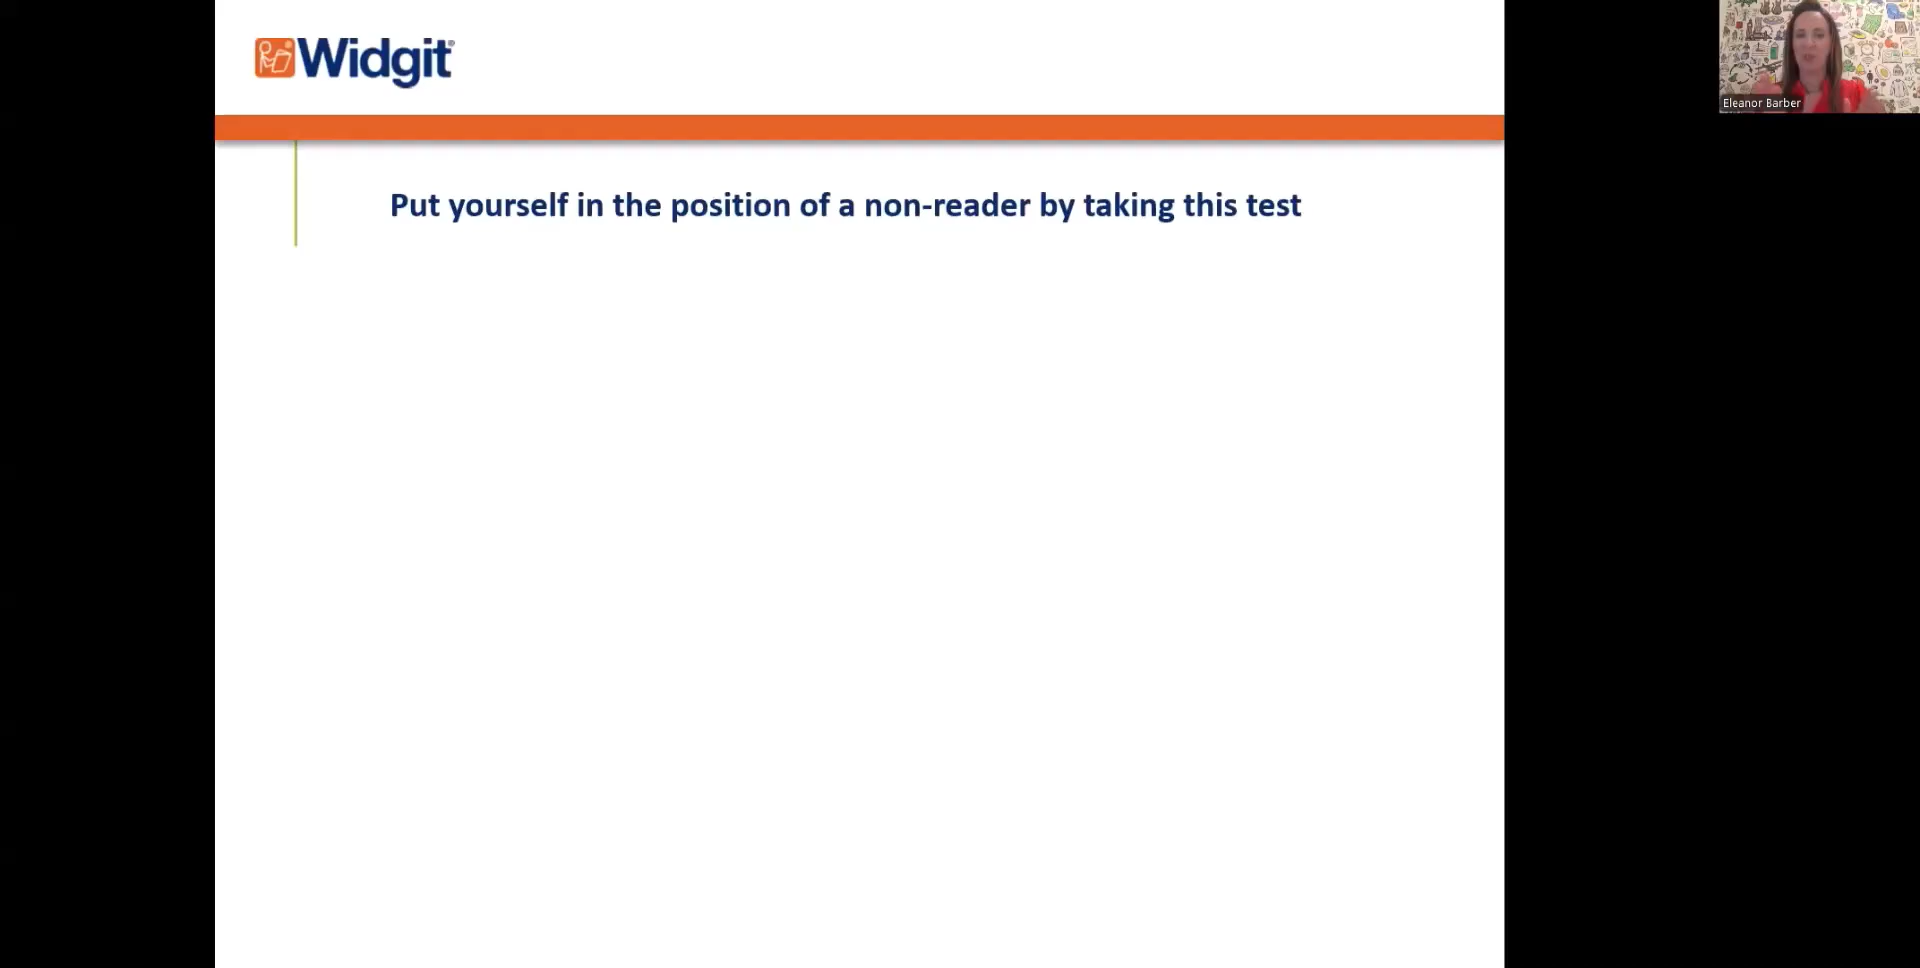 Widgit
Eleanor Barber
Put yourself in the position of a non-reader by taking this test